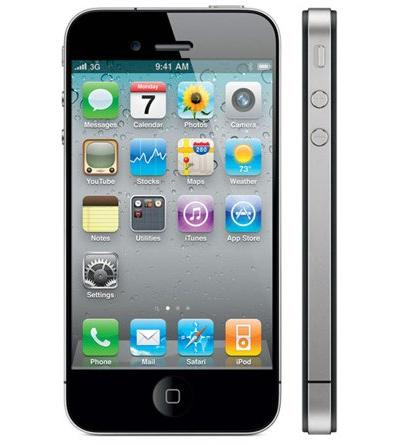 3G 9:41 AM
Monday
7
280
73°
Messages Calendar Photos Camera
YouTube Stocks Maps Weather
Notes Utilities iTunes App Store
Settings
Phone Mail Safari iPod